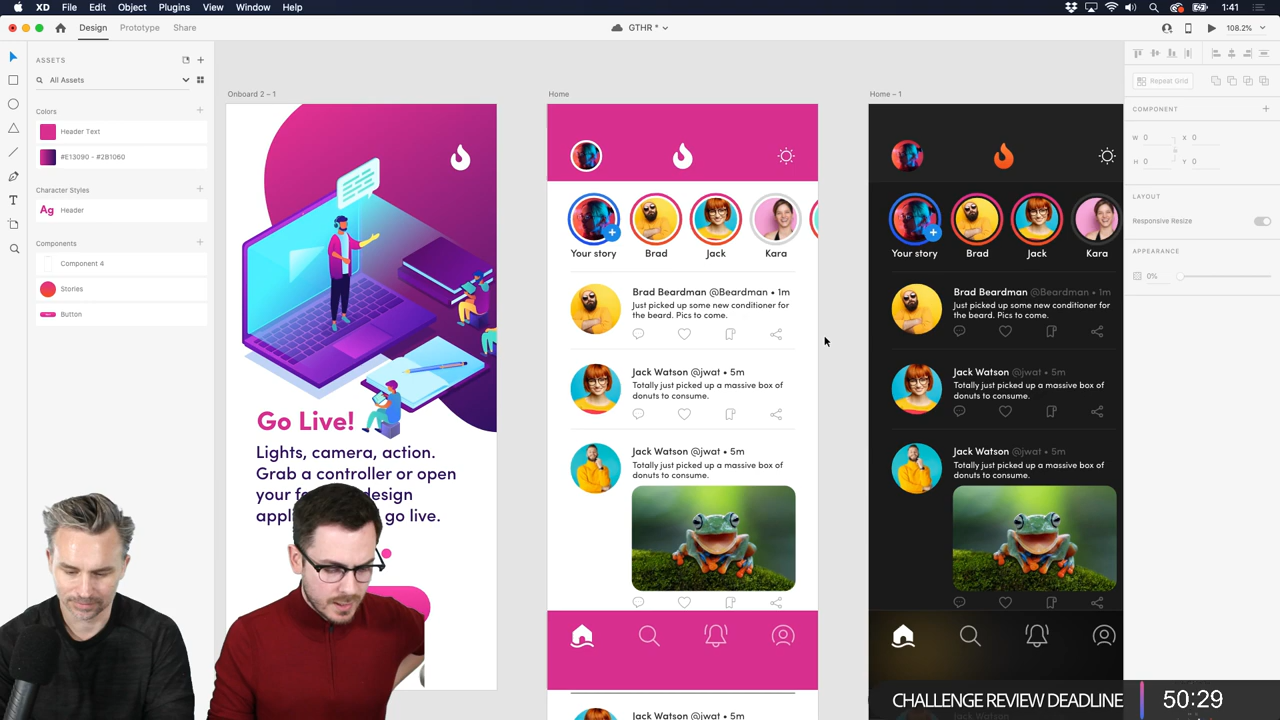 XD File Edit Object Plugins View Window Help
1:41
Design Prototype Share
GTHR *
108.2%
ASSETS
All Assets
Colors
Header Text
#E13090 - #2B1060
Character Styles
Ag Header
Components
Component 4
Stories
Button
Onboard 2 – 1
Go Live!
Lights, camera, action.
Grab a controller or open
design
go live.
Home
Your story Brad Jack Kara
Brad Beardman @Beardman • 1m
Just picked up some new conditioner for
the beard. Pics to come.
Jack Watson @jwat • 5m
Totally just picked up a massive box of
donuts to consume.
Jack Watson @jwat • 5m
Totally just picked up a massive box of
donuts to consume.
Jack Watson @jwat • 5m
Home – 1
Your story Brad Jack Kara
Brad Beardman @Beardman • 1m
Just picked up some new conditioner for
the beard. Pics to come.
Jack Watson @jwat • 5m
Totally just picked up a massive box of
donuts to consume.
Jack Watson @jwat • 5m
Totally just picked up a massive box of
donuts to consume.
Repeat Grid
COMPONENT
W 0 X 0
H 0 Y 0
LAYOUT
Responsive Resize
APPEARANCE
0%
CHALLENGE REVIEW DEADLINE
50:29